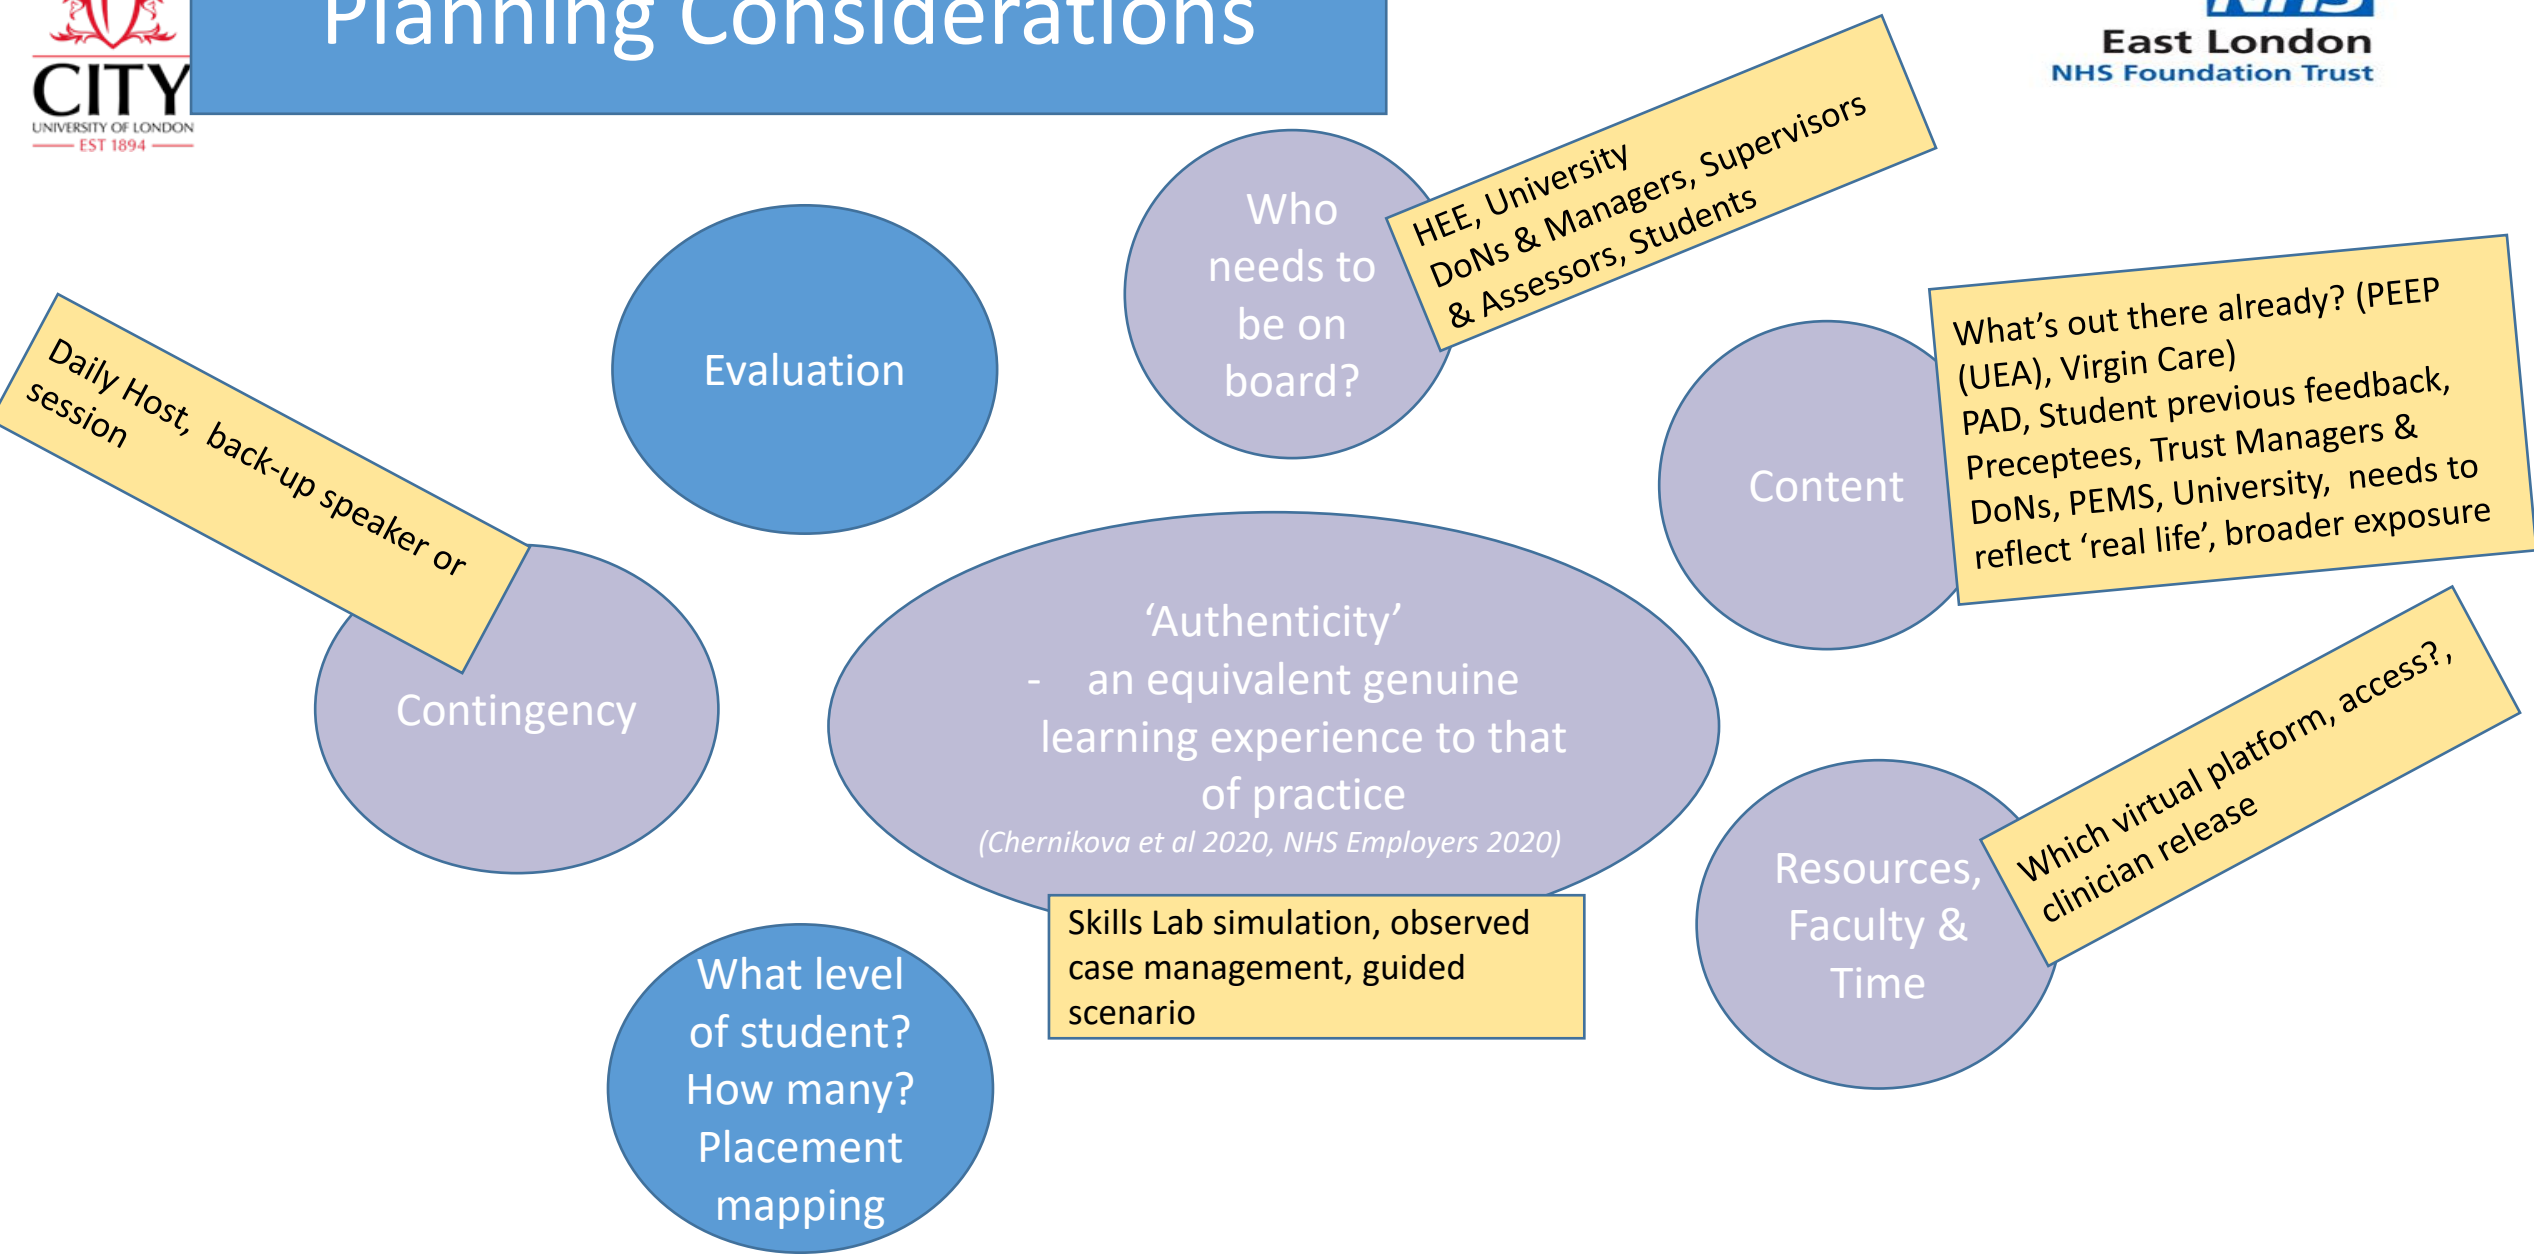 Planning Considerations
CITY
UNIVERSITY OF LONDON
EST 1894
NHS
East London
NHS Foundation Trust
Who
needs to
be on
board?
HEE, University
DoNs & Managers, Supervisors
& Assessors, Students
Evaluation
Daily Host,  back-up speaker or
session
Contingency
Content
What’s out there already? (PEEP
(UEA), Virgin Care)
PAD, Student previous feedback,
Preceptees, Trust Managers &
DoNs, PEMS, University,  needs to
reflect ‘real life’, broader exposure
‘Authenticity’
- an equivalent genuine
learning experience to that
of practice
(Chernikova et al 2020, NHS Employers 2020)
Skills Lab simulation, observed
case management, guided
scenario
Resources,
Faculty &
Time
Which virtual platform, access?,
clinician release
What level
of student?
How many?
Placement
mapping